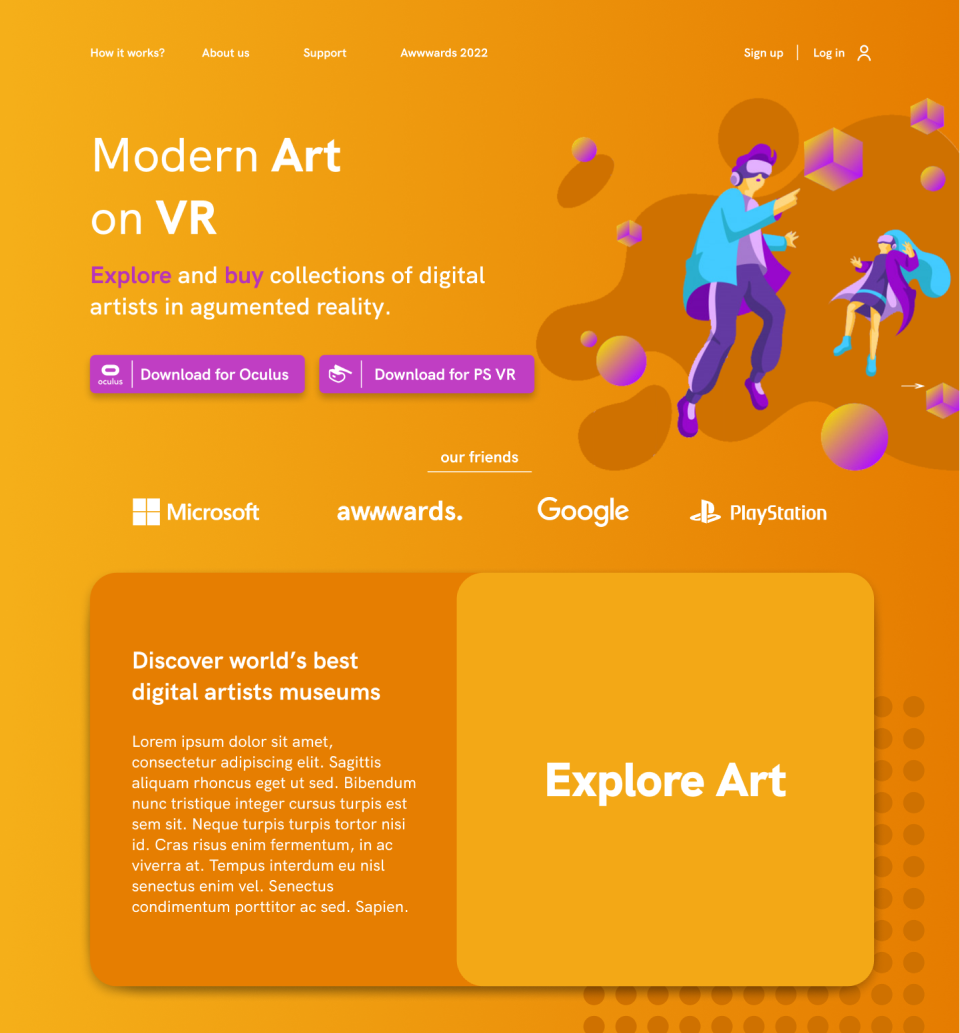 How it works? About us Support Awwwards 2022 Sign up Log in
Modern Art
on VR
Explore and buy collections of digital
artists in agumented reality.
oculus Download for Oculus Download for PS VR
our friends
Microsoft awwwards. Google PlayStation
Discover world’s best
digital artists museums
Lorem ipsum dolor sit amet,
consectetur adipiscing elit. Sagittis
aliquam rhoncus eget ut sed. Bibendum
nunc tristique integer cursus turpis est
sem sit. Neque turpis turpis tortor nisi
id. Cras risus enim fermentum, in ac
viverra at. Tempus interdum eu nisl
senectus enim vel. Senectus
condimentum porttitor ac sed. Sapien.
Explore Art